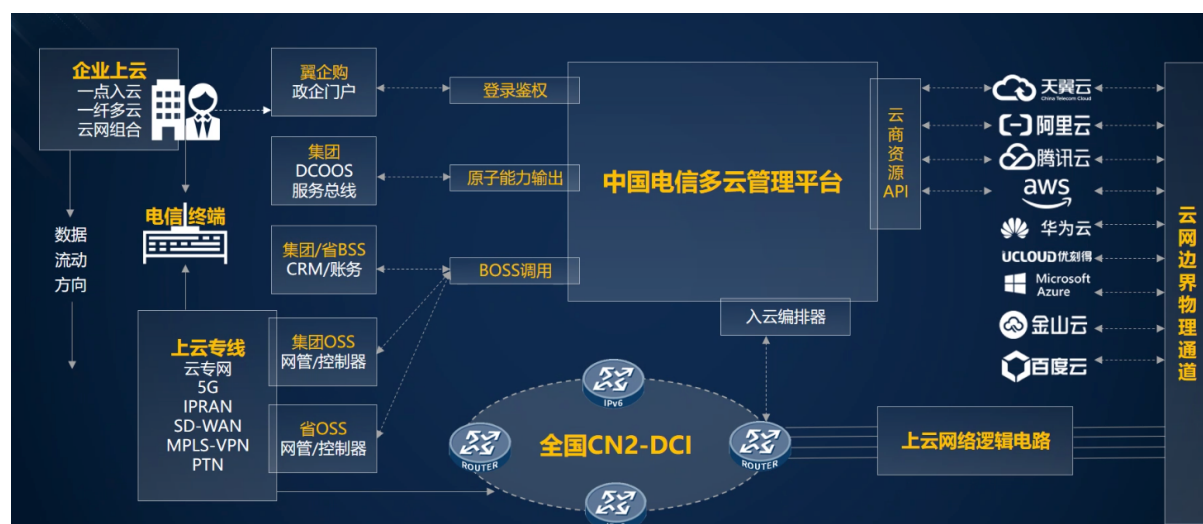 企业上云
一点入云
一纤多云
云网组合
数据
流动
方向
电信终端
上云专线
云专网
5G
IPRAN
SD-WAN
MPLS-VPN
PTN
翼企购
政企门户
集团
DCOOS
服务总线
集团/省BSS
CRM/账务
集团OSS
网管/控制器
省OSS
网管/控制器
登录鉴权
原子能力输出
BOSS调用
中国电信多云管理平台
入云编排器
云商资源API
IPv6
ROUTER
全国CN2-DCI
ROUTER
上云网络逻辑电路
天翼云
China Telecom Cloud
阿里云
腾讯云
aws
华为云
UCLOUD优刻得
Microsoft
Azure
金山云
百度云
云网边界物理通道